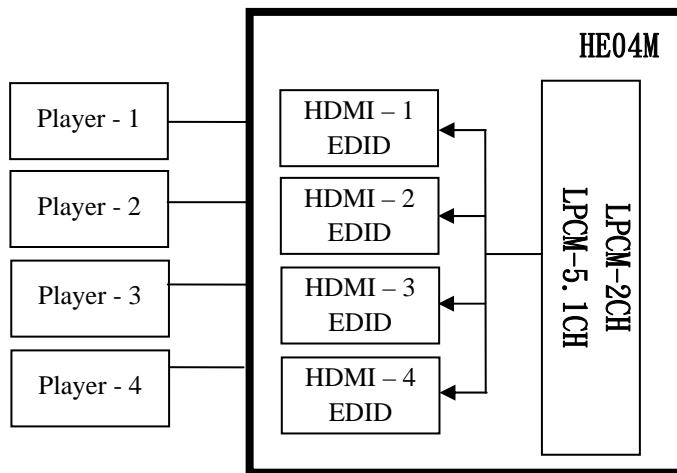 HE04M
Player - 1
HDMI – 1
EDID
Player - 2
HDMI – 2
EDID
Player - 3
HDMI – 3
EDID
Player - 4
HDMI – 4
EDID
LPCM-2CH
LPCM-5.1CH